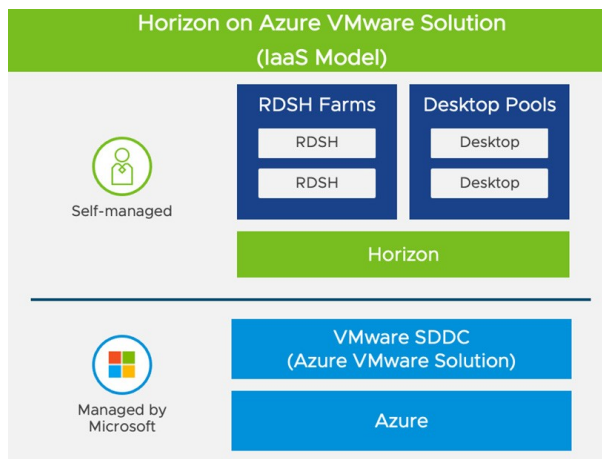 Horizon on Azure VMware Solution
(IaaS Model)
RDSH Farms
RDSH
RDSH
Desktop Pools
Desktop
Desktop
Self-managed
Horizon
VMware SDDC
(Azure VMware Solution)
Managed by
Microsoft
Azure